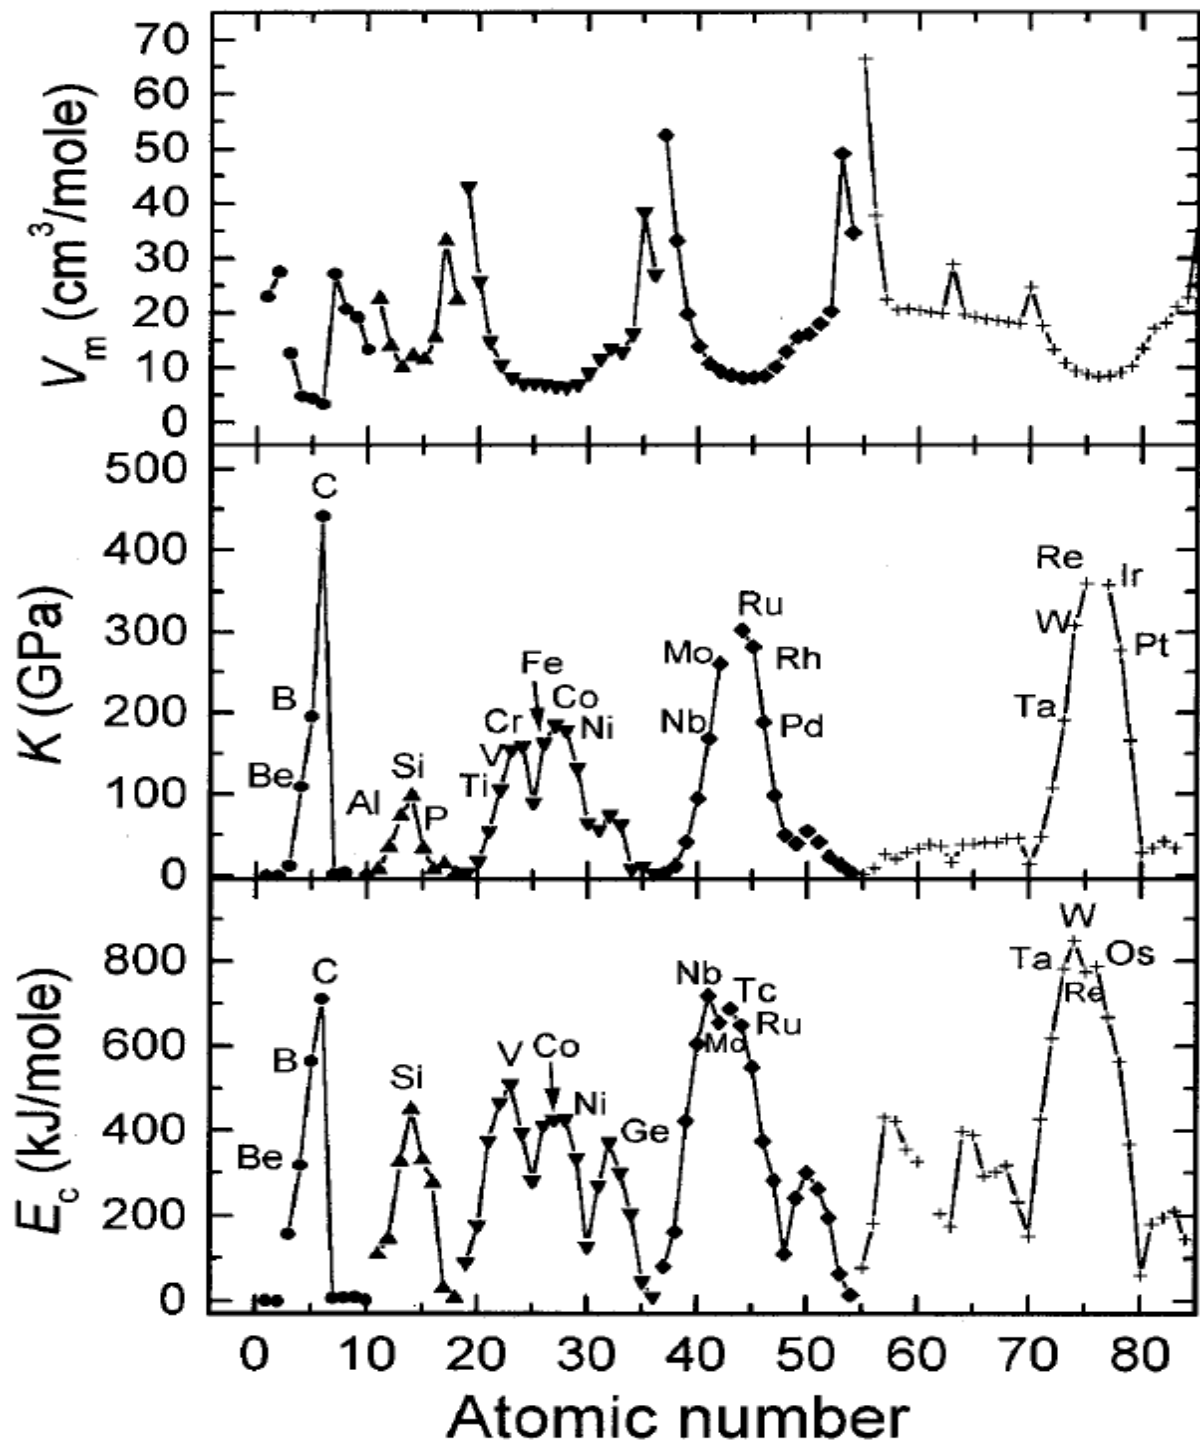 70
60
50
40
30
20
10
0
V_m (cm³/mole)
500
400
300
200
100
0
K (GPa)
C
B
Be
Al
Si
P
Ti
V
Cr
Fe
Co
Ni
Nb
Mo
Ru
Rh
Pd
Ta
W
Re
Ir
Pt
800
600
400
200
0
E_c (kJ/mole)
C
B
Be
Si
V
Co
Ni
Ge
Nb
Mo
Tc
Ru
Ta
W
Re
Os
0 10 20 30 40 50 60 70 80
Atomic number